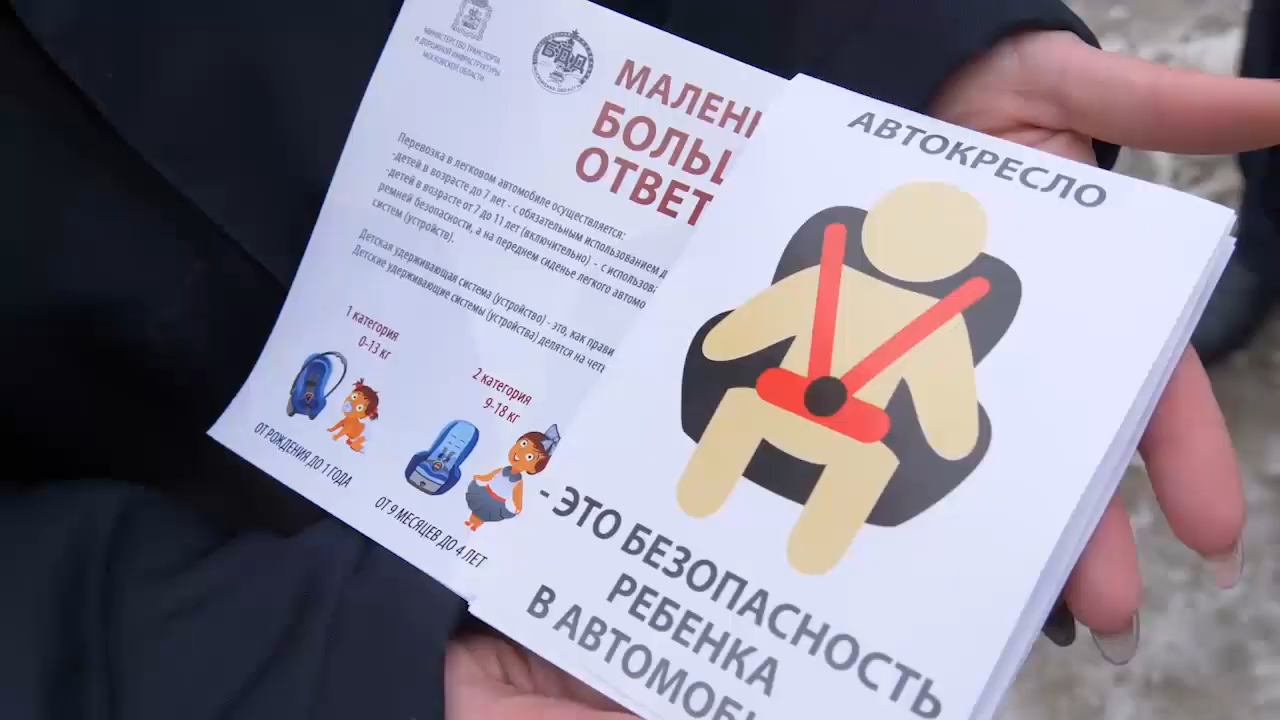 МИНИСТЕРСТВО ТРАНСПОРТА
И ДОРОЖНОЙ ИНФРАСТРУКТУРЫ
МОСКОВСКОЙ ОБЛАСТИ
БДД
МАЛЕНЬ
БОЛЬШ
ОТВЕТ
Перевозка в легковом автомобиле осуществляется:
-детей в возрасте до 7 лет - с обязательным использованием д
-детей в возрасте от 7 до 11 лет (включительно) - с использова
ремней безопасности, а на переднем сиденье легкого автомо
систем (устройств).
Детская удерживающая система (устройство) - это, как прави
Детские удерживающие системы (устройства) делятся на чет
1 категория
0-13 кг
ОТ РОЖДЕНИЯ ДО 1 ГОДА
2 категория
9-18 кг
ОТ 9 МЕСЯЦЕВ ДО 4 ЛЕТ
АВТОКРЕСЛО
- ЭТО БЕЗОПАСНОСТЬ
РЕБЕНКА
В АВТОМОБ